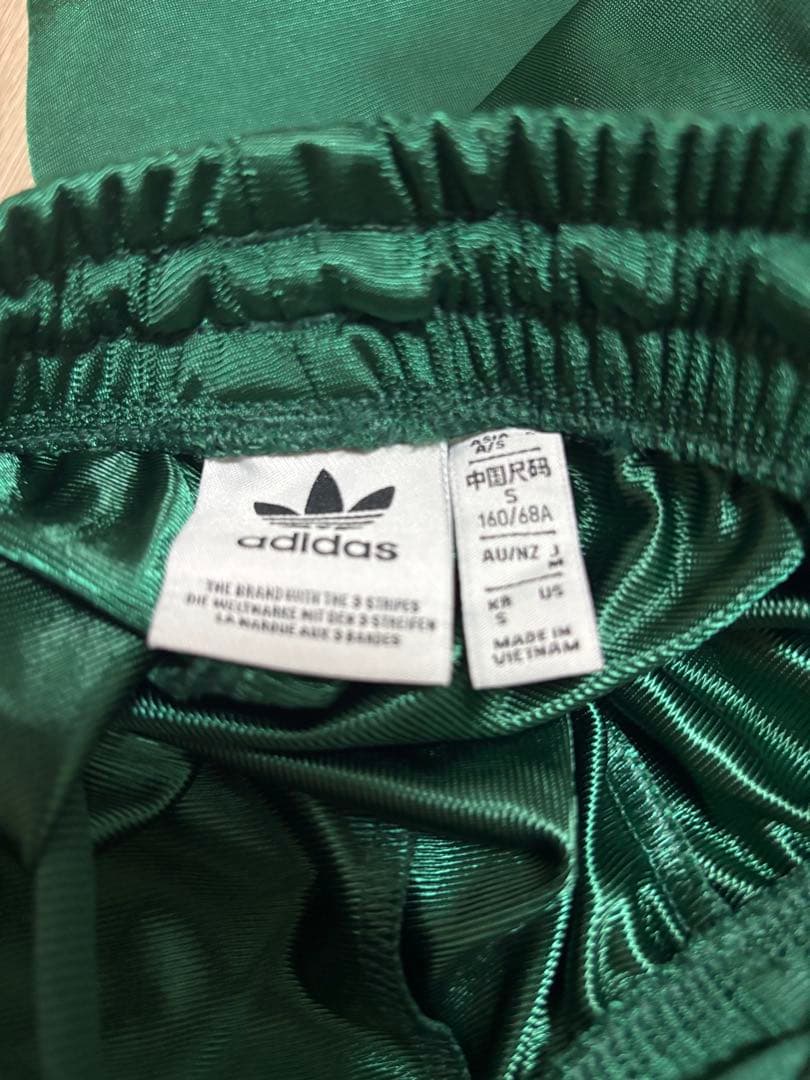 adidas
THE BRAND WITH THE 3 STRIPES
DIE WELTMARKE MIT DEN 3 STREIFEN
LA MARQUE AUX 3 BANDES
ASIA
A/S
中国尺码
S
160/68A
AU/NZ J
M
KR US
S
MADE IN
VIETNAM